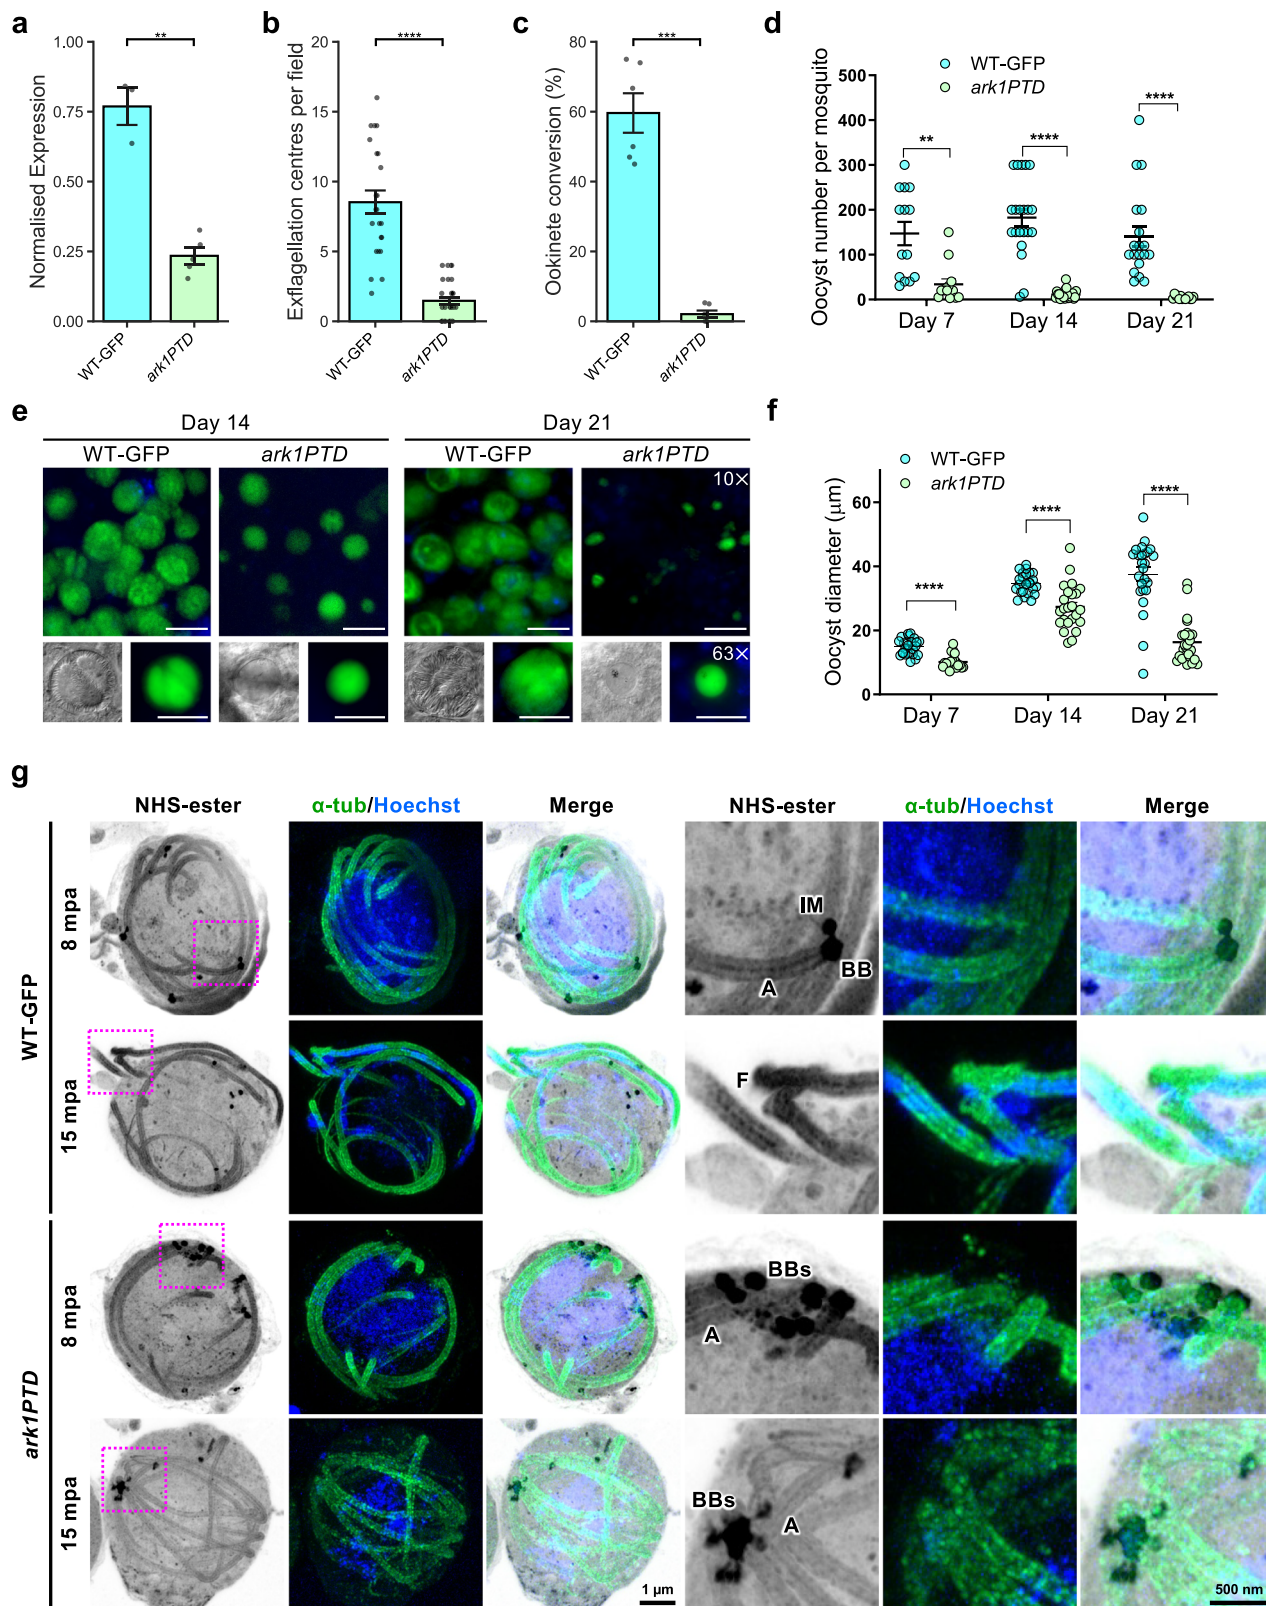 a
**
1.00
0.75
0.50
0.25
0.00
Normalised Expression
WT-GFP
ark1PTD
b
****
20
15
10
5
0
Exflagellation centres per field
WT-GFP
ark1PTD
c
***
80
60
40
20
0
Ookinete conversion (%)
WT-GFP
ark1PTD
d
WT-GFP
ark1PTD
500
400
300
200
100
0
Oocyst number per mosquito
**
****
****
Day 7
Day 14
Day 21
e
Day 14
Day 21
WT-GFP
ark1PTD
WT-GFP
ark1PTD
10×
63×
f
WT-GFP
ark1PTD
60
40
20
0
Oocyst diameter (μm)
****
****
****
Day 7
Day 14
Day 21
g
NHS-ester
α-tub/Hoechst
Merge
NHS-ester
α-tub/Hoechst
Merge
WT-GFP
8 mpa
IM
BB
A
15 mpa
F
ark1PTD
8 mpa
BBs
A
15 mpa
BBs
A
1 μm
500 nm